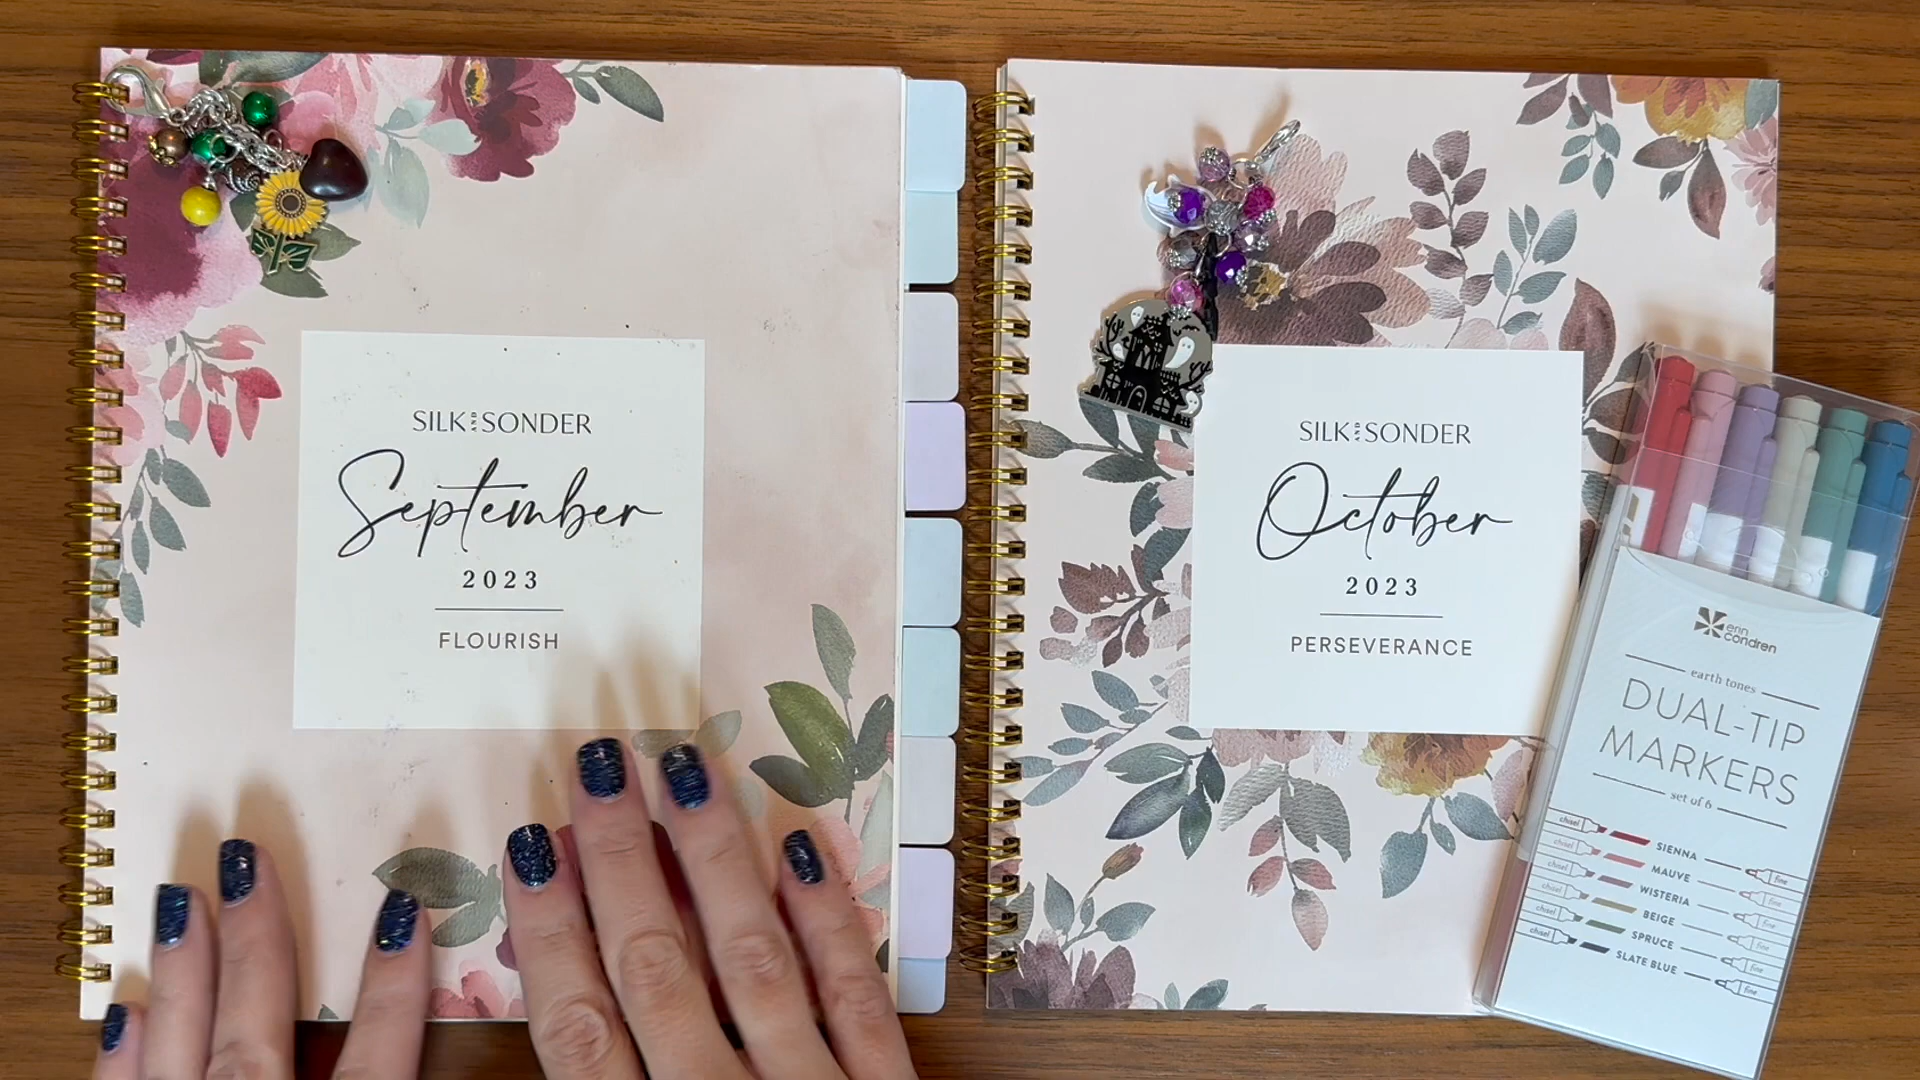 SILK AND SONDER
September
2023
FLOURISH
SILK AND SONDER
October
2023
PERSEVERANCE
erin
condren
earth tones
DUAL-TIP
MARKERS
set of 6
chisel SIENNA fine
chisel MAUVE fine
chisel WISTERIA fine
chisel BEIGE fine
chisel SPRUCE fine
chisel SLATE BLUE fine